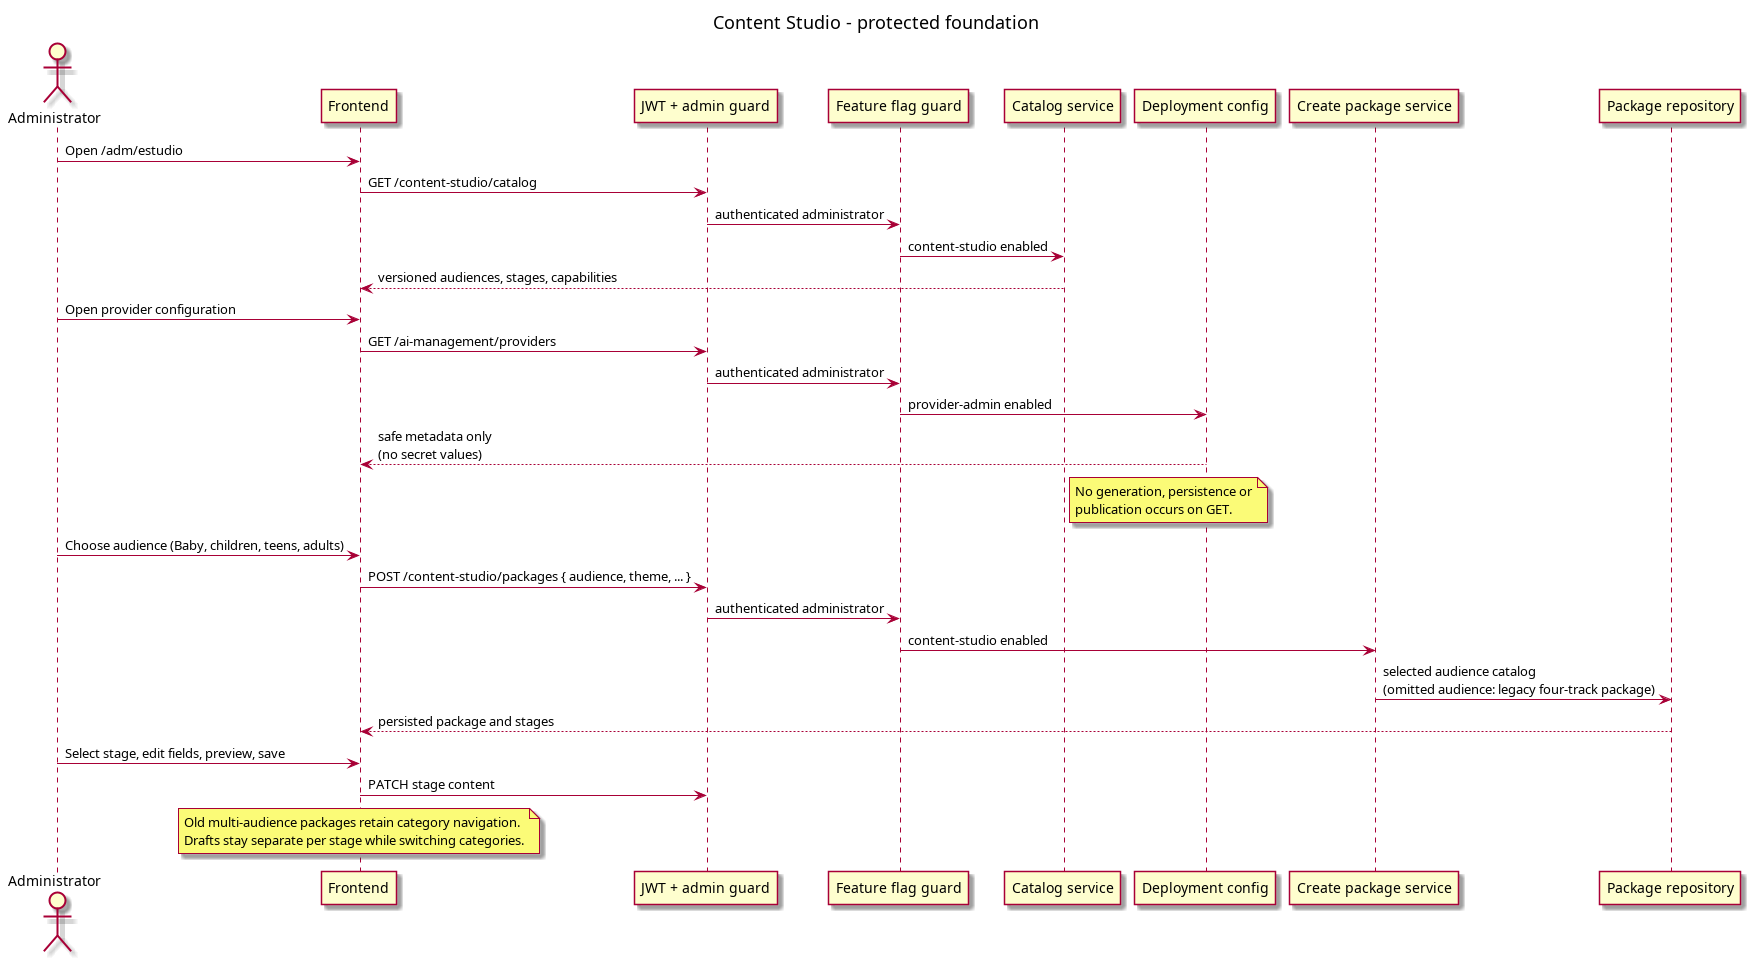 Content Studio - protected foundation
Administrator
Frontend
JWT + admin guard
Feature flag guard
Catalog service
Deployment config
Create package service
Package repository
Open /adm/estudio
GET /content-studio/catalog
authenticated administrator
content-studio enabled
versioned audiences, stages, capabilities
Open provider configuration
GET /ai-management/providers
authenticated administrator
provider-admin enabled
safe metadata only
(no secret values)
No generation, persistence or
publication occurs on GET.
Choose audience (Baby, children, teens, adults)
POST /content-studio/packages { audience, theme, ... }
authenticated administrator
content-studio enabled
selected audience catalog
(omitted audience: legacy four-track package)
persisted package and stages
Select stage, edit fields, preview, save
PATCH stage content
Old multi-audience packages retain category navigation.
Drafts stay separate per stage while switching categories.
Administrator
Frontend
JWT + admin guard
Feature flag guard
Catalog service
Deployment config
Create package service
Package repository